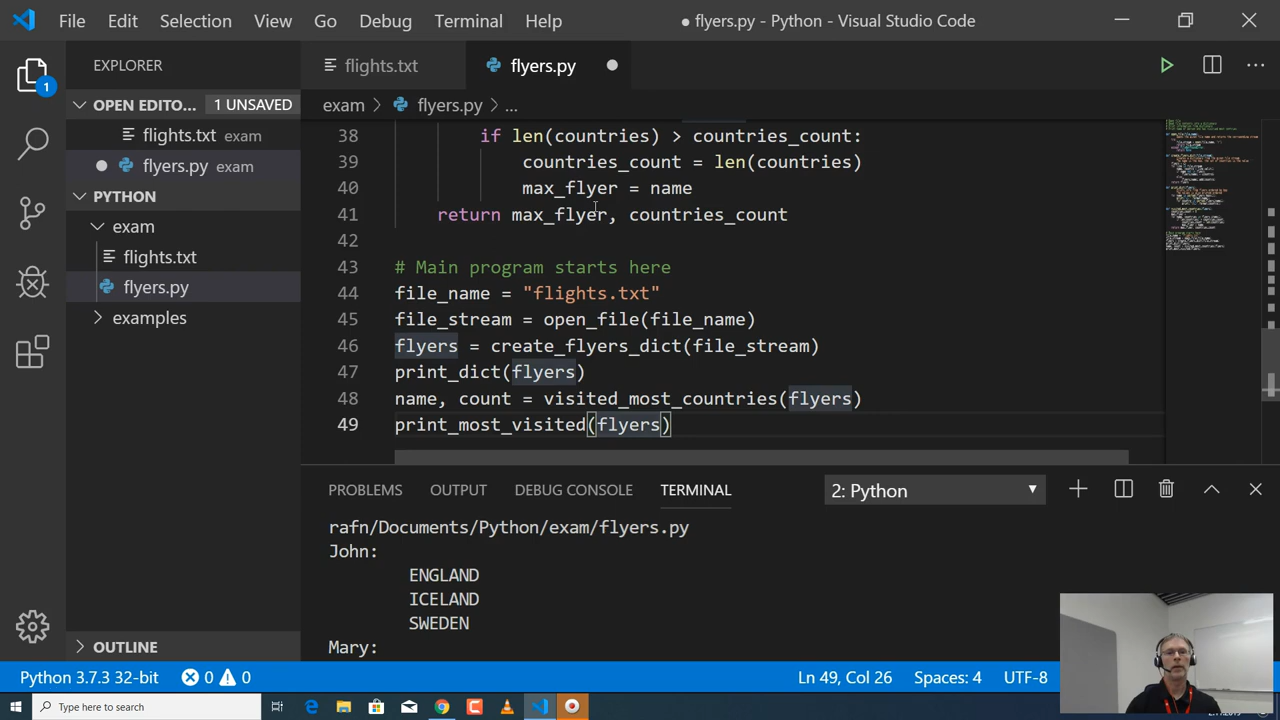 File Edit Selection View Go Debug Terminal Help ● flyers.py - Python - Visual Studio Code
EXPLORER
flights.txt
flyers.py
OPEN EDITO... 1 UNSAVED
exam > flyers.py > ...
flights.txt exam
flyers.py exam
PYTHON
exam
flights.txt
flyers.py
examples
OUTLINE
38 if len(countries) > countries_count:
39 countries_count = len(countries)
40 max_flyer = name
41 return max_flyer, countries_count
42
43 # Main program starts here
44 file_name = "flights.txt"
45 file_stream = open_file(file_name)
46 flyers = create_flyers_dict(file_stream)
47 print_dict(flyers)
48 name, count = visited_most_countries(flyers)
49 print_most_visited(flyers)
PROBLEMS OUTPUT DEBUG CONSOLE TERMINAL 2: Python
rafn/Documents/Python/exam/flyers.py
John:
ENGLAND
ICELAND
SWEDEN
Mary:
Python 3.7.3 32-bit 0 0 Ln 49, Col 26 Spaces: 4 UTF-8
Type here to search